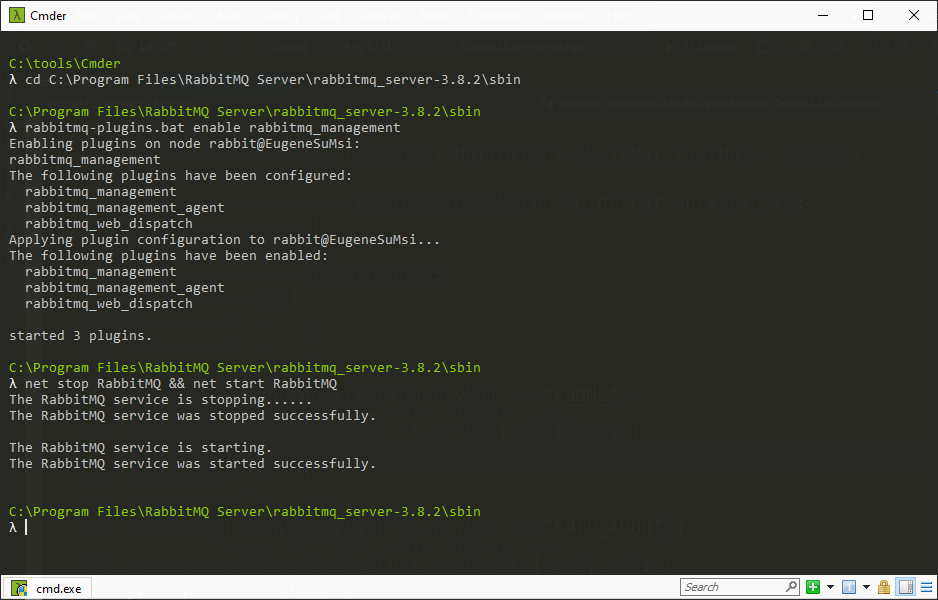 Cmder
C:\tools\Cmder
λ cd C:\Program Files\RabbitMQ Server\rabbitmq_server-3.8.2\sbin
C:\Program Files\RabbitMQ Server\rabbitmq_server-3.8.2\sbin
λ rabbitmq-plugins.bat enable rabbitmq_management
Enabling plugins on node rabbit@EugeneSuMsi:
rabbitmq_management
The following plugins have been configured:
  rabbitmq_management
  rabbitmq_management_agent
  rabbitmq_web_dispatch
Applying plugin configuration to rabbit@EugeneSuMsi...
The following plugins have been enabled:
  rabbitmq_management
  rabbitmq_management_agent
  rabbitmq_web_dispatch
started 3 plugins.
C:\Program Files\RabbitMQ Server\rabbitmq_server-3.8.2\sbin
λ net stop RabbitMQ && net start RabbitMQ
The RabbitMQ service is stopping......
The RabbitMQ service was stopped successfully.
The RabbitMQ service is starting.
The RabbitMQ service was started successfully.
C:\Program Files\RabbitMQ Server\rabbitmq_server-3.8.2\sbin
λ
cmd.exe
Search